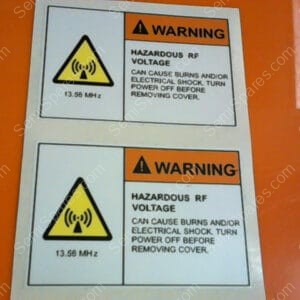 WARNING
HAZARDOUS RF
VOLTAGE
CAN CAUSE BURNS AND/OR
ELECTRICAL SHOCK, TURN
POWER OFF BEFORE
REMOVING COVER.
13.56 MHz
WARNING
HAZARDOUS RF
VOLTAGE
CAN CAUSE BURNS AND/OR
ELECTRICAL SHOCK, TURN
POWER OFF BEFORE
REMOVING COVER.
13.56 MHz